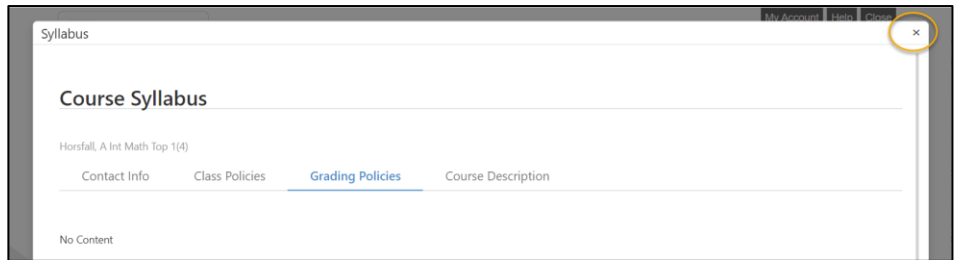 My Account Help Close
Syllabus ×
Course Syllabus
Horsfall, A Int Math Top 1(4)
Contact Info Class Policies Grading Policies Course Description
No Content